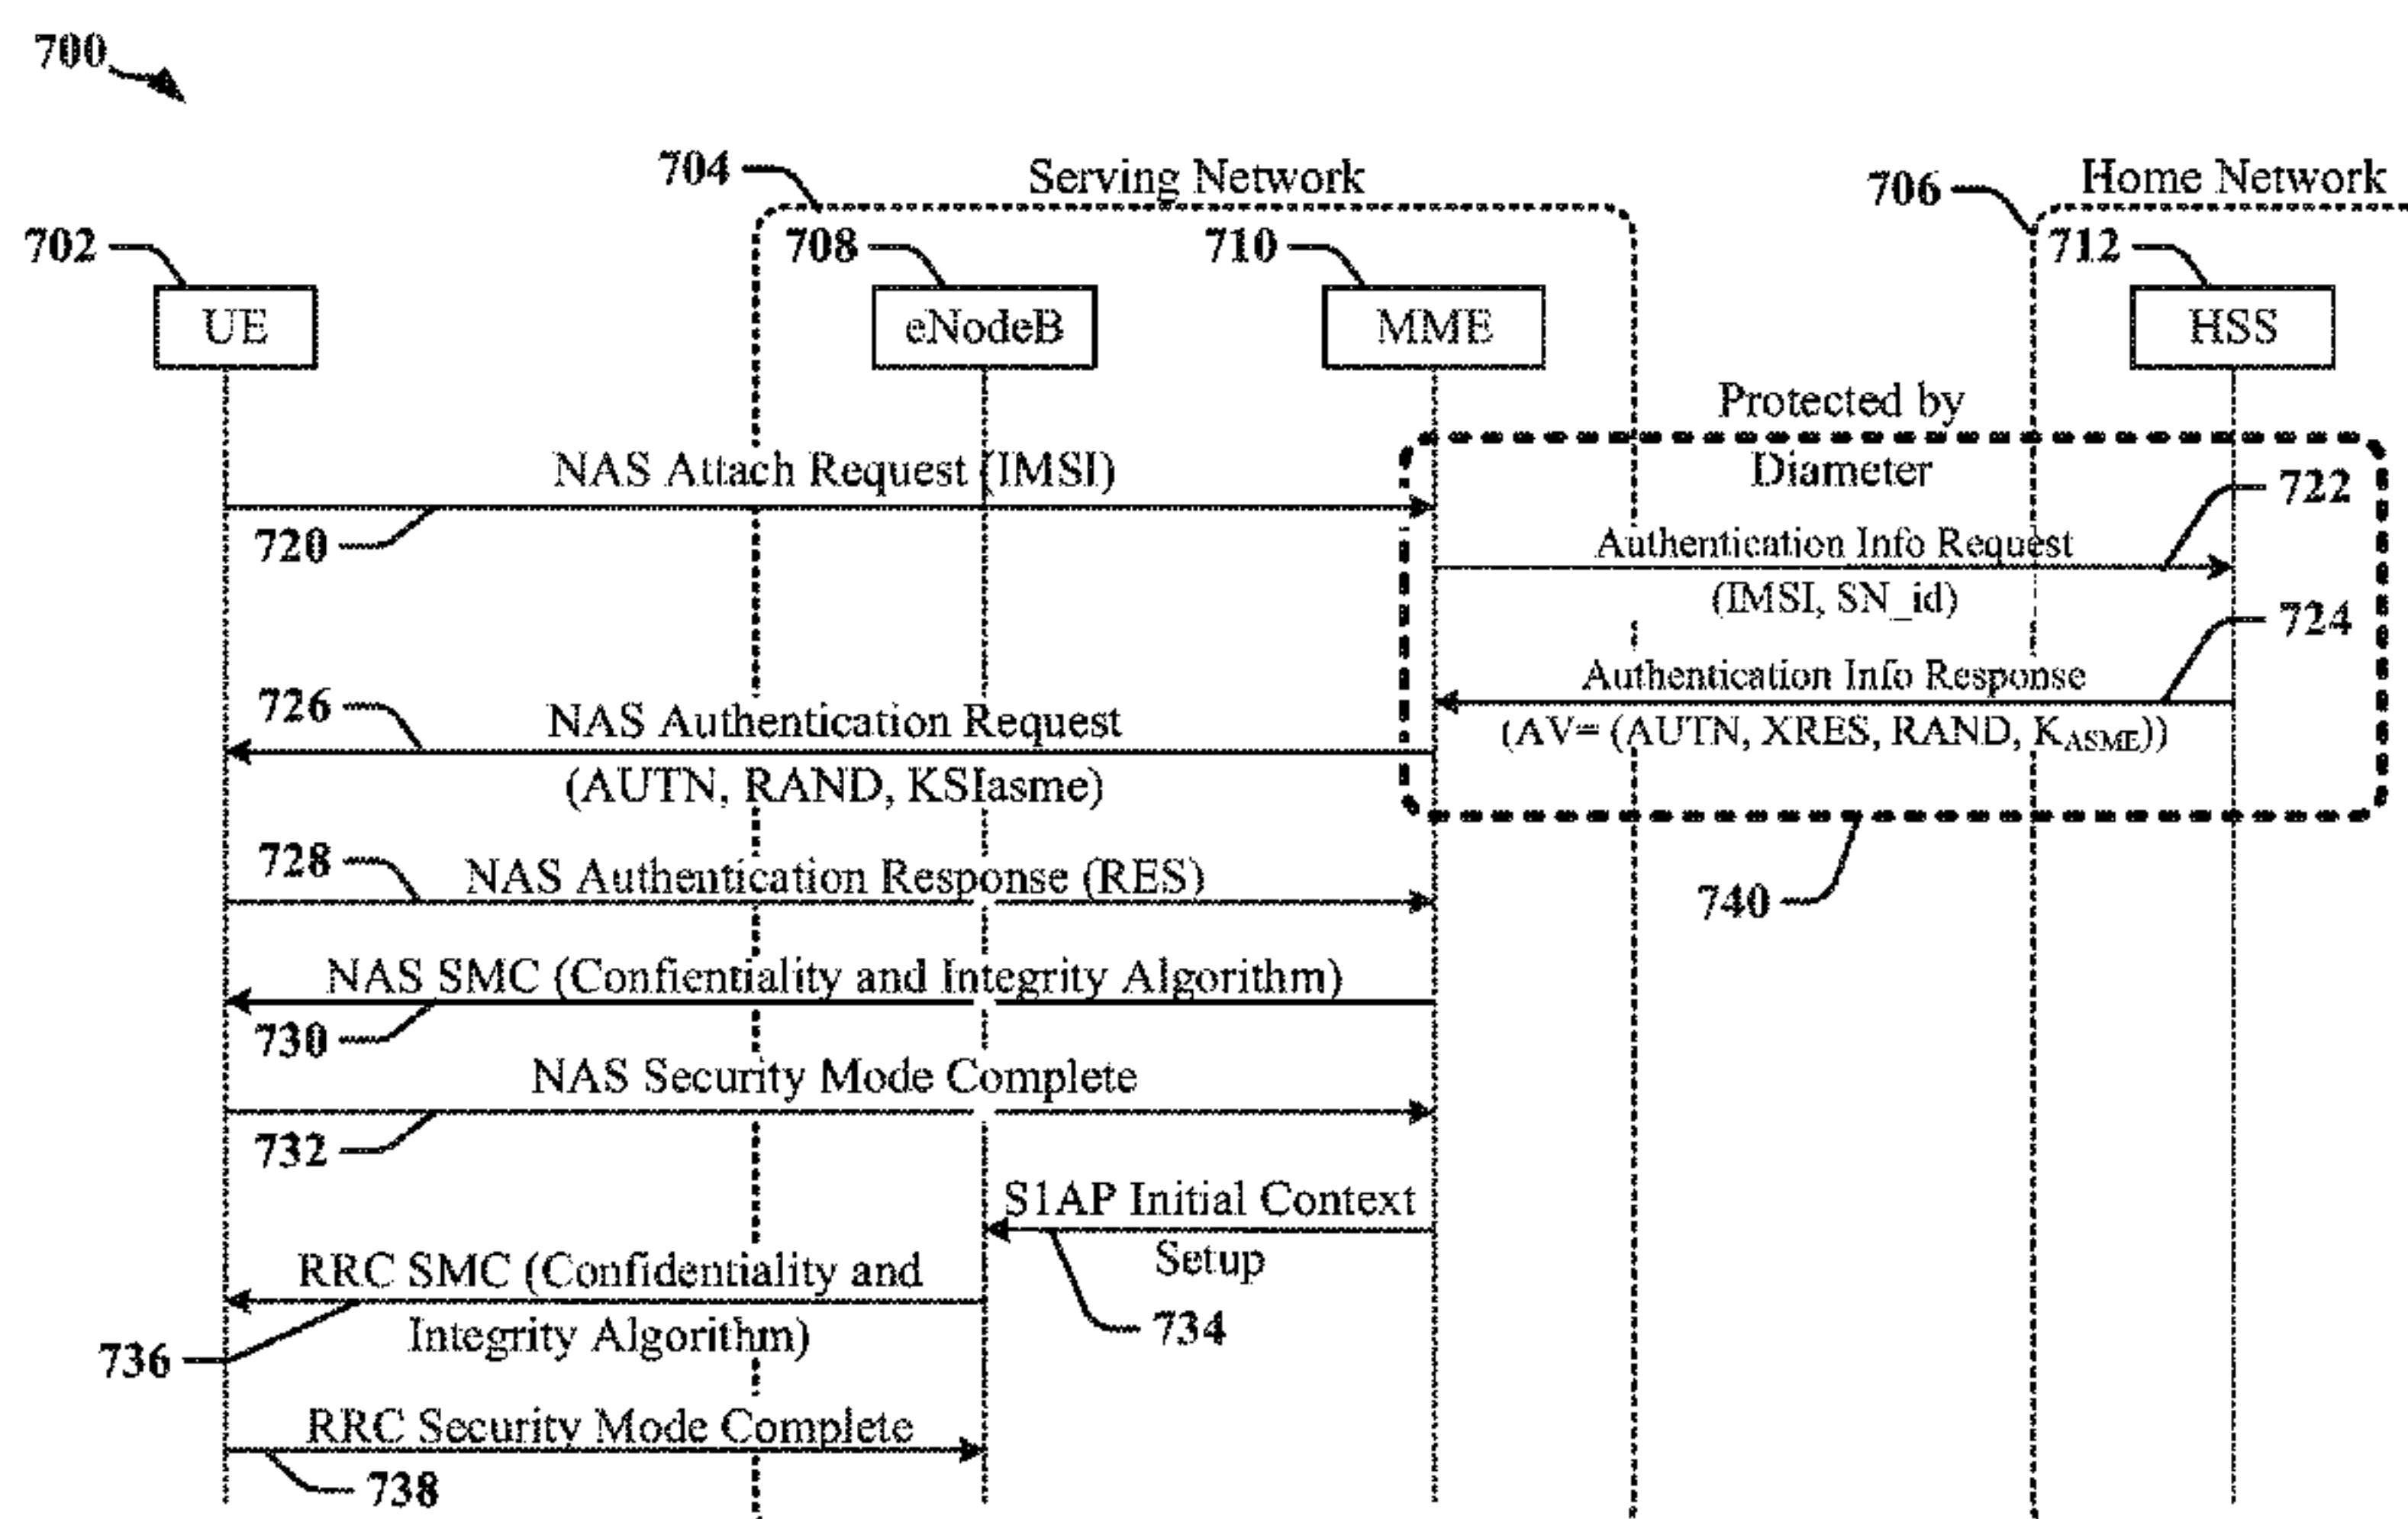 700
704
Serving Network
706
Home Network
702
708
710
712
UE
eNodeB
MME
HSS
Protected by
Diameter
NAS Attach Request (IMSI)
720
722
Authentication Info Request
(IMSI, SN_id)
724
Authentication Info Response
(AV= (AUTN, XRES, RAND, KASME))
726
NAS Authentication Request
(AUTN, RAND, KSIasme)
728
NAS Authentication Response (RES)
740
NAS SMC (Confientiality and Integrity Algorithm)
730
NAS Security Mode Complete
732
S1AP Initial Context
Setup
734
RRC SMC (Confidentiality and
Integrity Algorithm)
736
RRC Security Mode Complete
738